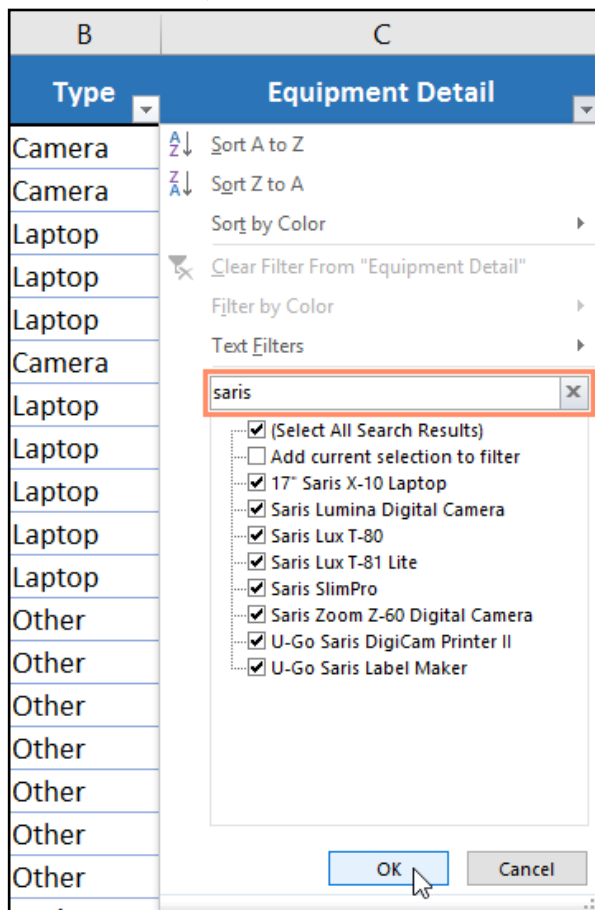 B
C
Type
Equipment Detail
Camera
Camera
Laptop
Laptop
Laptop
Camera
Laptop
Laptop
Laptop
Laptop
Laptop
Other
Other
Other
Other
Other
Other
Other
Sort A to Z
Sort Z to A
Sort by Color
Clear Filter From "Equipment Detail"
Filter by Color
Text Filters
saris
(Select All Search Results)
Add current selection to filter
17" Saris X-10 Laptop
Saris Lumina Digital Camera
Saris Lux T-80
Saris Lux T-81 Lite
Saris SlimPro
Saris Zoom Z-60 Digital Camera
U-Go Saris DigiCam Printer II
U-Go Saris Label Maker
OK
Cancel